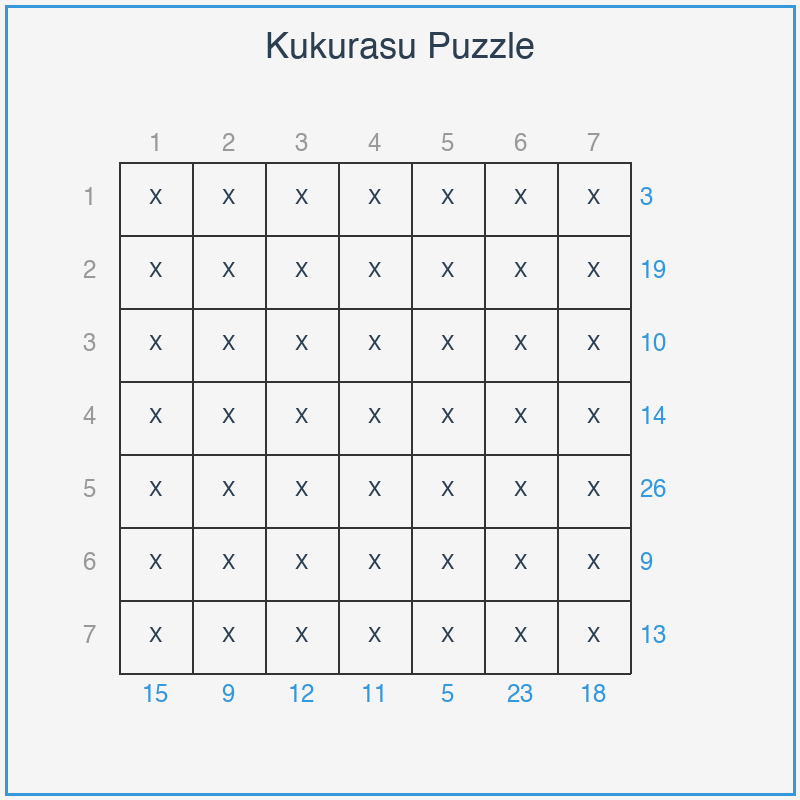 Kukurasu Puzzle
1 2 3 4 5 6 7
1 X X X X X X X 3
2 X X X X X X X 19
3 X X X X X X X 10
4 X X X X X X X 14
5 X X X X X X X 26
6 X X X X X X X 9
7 X X X X X X X 13
15 9 12 11 5 23 18